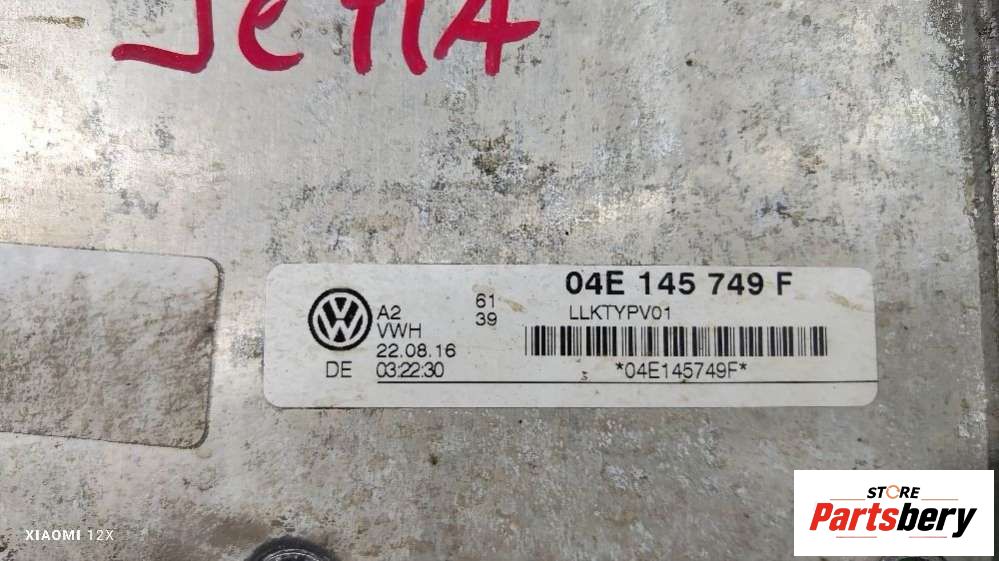 Jetta
61
39
04E 145 749 F
LLKTYPV01
A2
VWH
22.08.16
DE 03:22:30
*04E145749F*
STORE
Partsbery
XIAOMI 12X